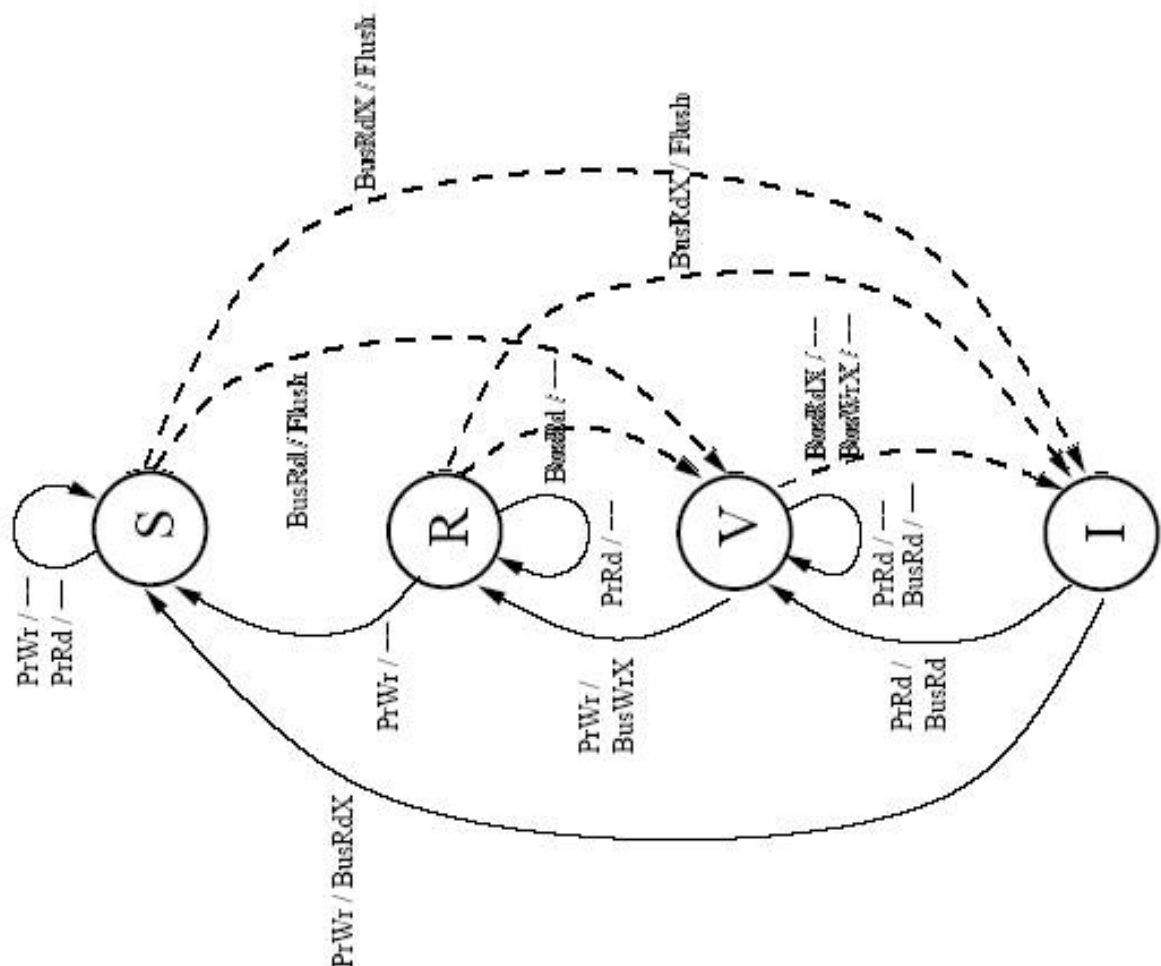 PrWr / —
PrRd / —
S
BusRdX / Flush
BusRd / Flush
PrWr / —
R
BusRd / —
PrRd / —
BusRdX / Flush
PrWr / BusRdX
PrWr /
BusWrX
V
BusRdX / —
BusWrX / —
PrRd / —
BusRd / —
PrRd /
BusRd
I